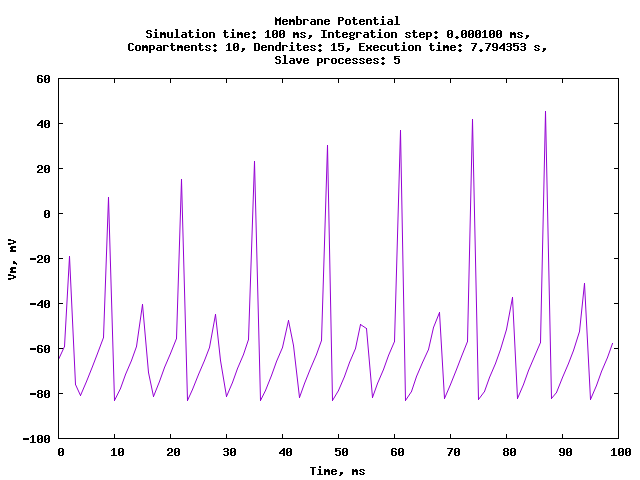 Membrane Potential
Simulation time: 100 ms, Integration step: 0.000100 ms,
Compartments: 10, Dendrites: 15, Execution time: 7.794353 s,
Slave processes: 5
60
40
20
0
-20
-40
-60
-80
-100
Vm, mV
0 10 20 30 40 50 60 70 80 90 100
Time, ms